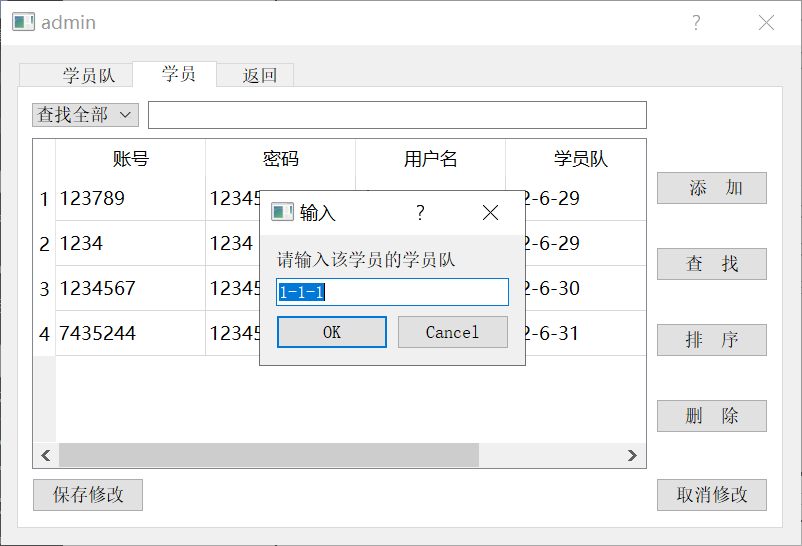 admin
学员队 学员 返回
查找全部
账号 密码 用户名 学员队
1 123789 12345 2-6-29
2 1234 1234 2-6-29
3 1234567 12345 2-6-30
4 7435244 12345 2-6-31
输入
请输入该学员的学员队
1-1-1
OK Cancel
添 加
查 找
排 序
删 除
保存修改 取消修改